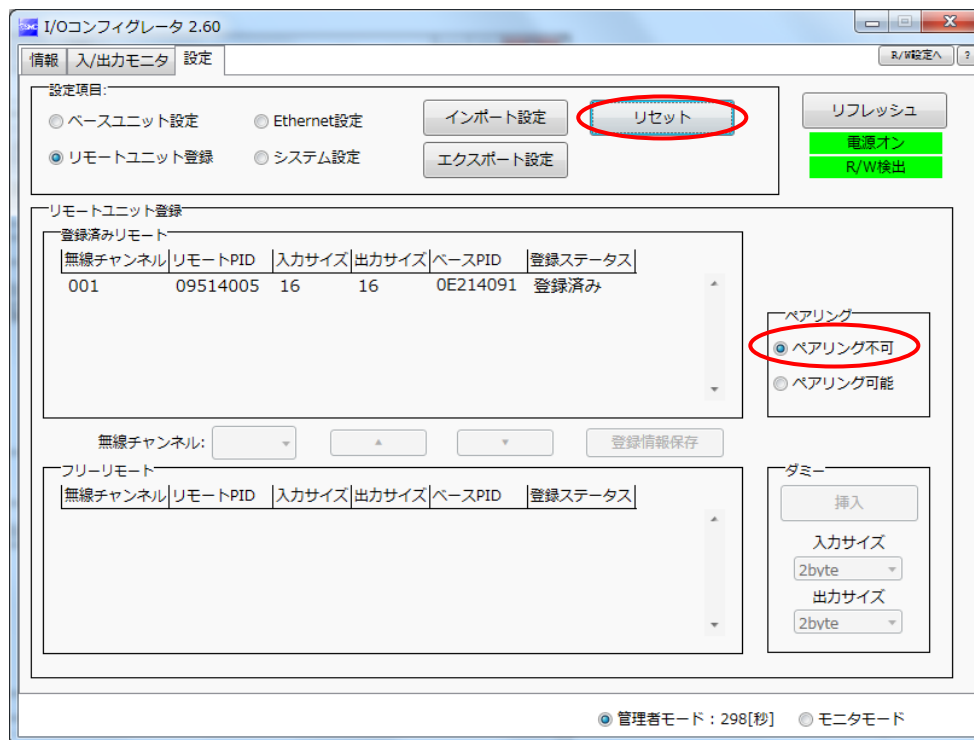 I/Oコンフィグレータ 2.60
情報 入/出力モニタ 設定 R/W設定へ ?
設定項目:
ベースユニット設定 Ethernet設定 インポート設定 リセット リフレッシュ
電源オン
リモートユニット登録 システム設定 エクスポート設定 R/W検出
リモートユニット登録
登録済みリモート
無線チャンネル リモートPID 入力サイズ 出力サイズ ベースPID 登録ステータス
001 09514005 16 16 0E214091 登録済み
ペアリング
ペアリング不可
ペアリング可能
無線チャンネル: 登録情報保存
フリーリモート
無線チャンネル リモートPID 入力サイズ 出力サイズ ベースPID 登録ステータス
ダミー
挿入
入力サイズ
2byte
出力サイズ
2byte
管理者モード：298[秒] モニタモード